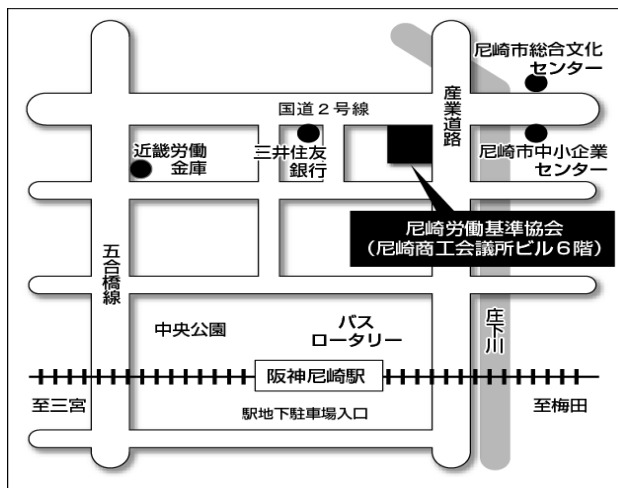 尼崎市総合文化
センター
産業道路
国道2号線
近畿労働
金庫
三井住友
銀行
尼崎市中小企業
センター
尼崎労働基準協会
(尼崎商工会議所ビル6階)
五合橋線
中央公園
バス
ロータリー
庄下川
阪神尼崎駅
至三宮
至梅田
駅地下駐車場入口